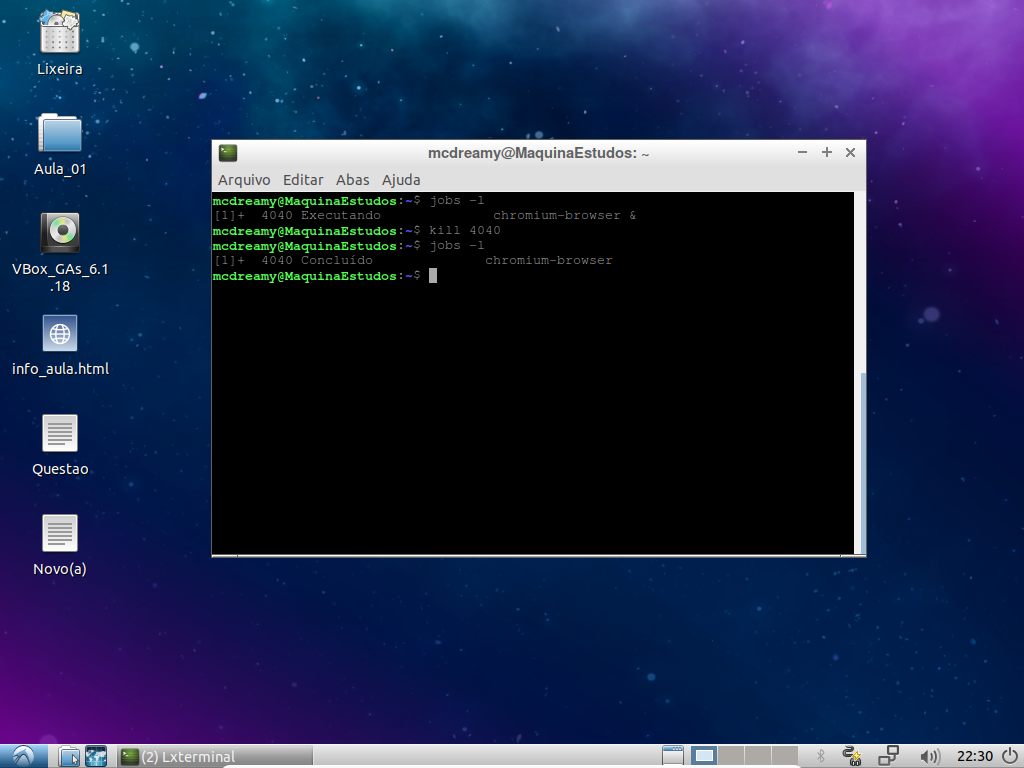 Lixeira
Aula_01
VBox_GAs_6.1
.18
info_aula.html
Questao
Novo(a)
mcdreamy@MaquinaEstudos: ~
Arquivo Editar Abas Ajuda
mcdreamy@MaquinaEstudos:~$ jobs -l
[1]+  4040 Executando              chromium-browser &
mcdreamy@MaquinaEstudos:~$ kill 4040
mcdreamy@MaquinaEstudos:~$ jobs -l
[1]+  4040 Concluído              chromium-browser
mcdreamy@MaquinaEstudos:~$
(2) Lxterminal
22:30